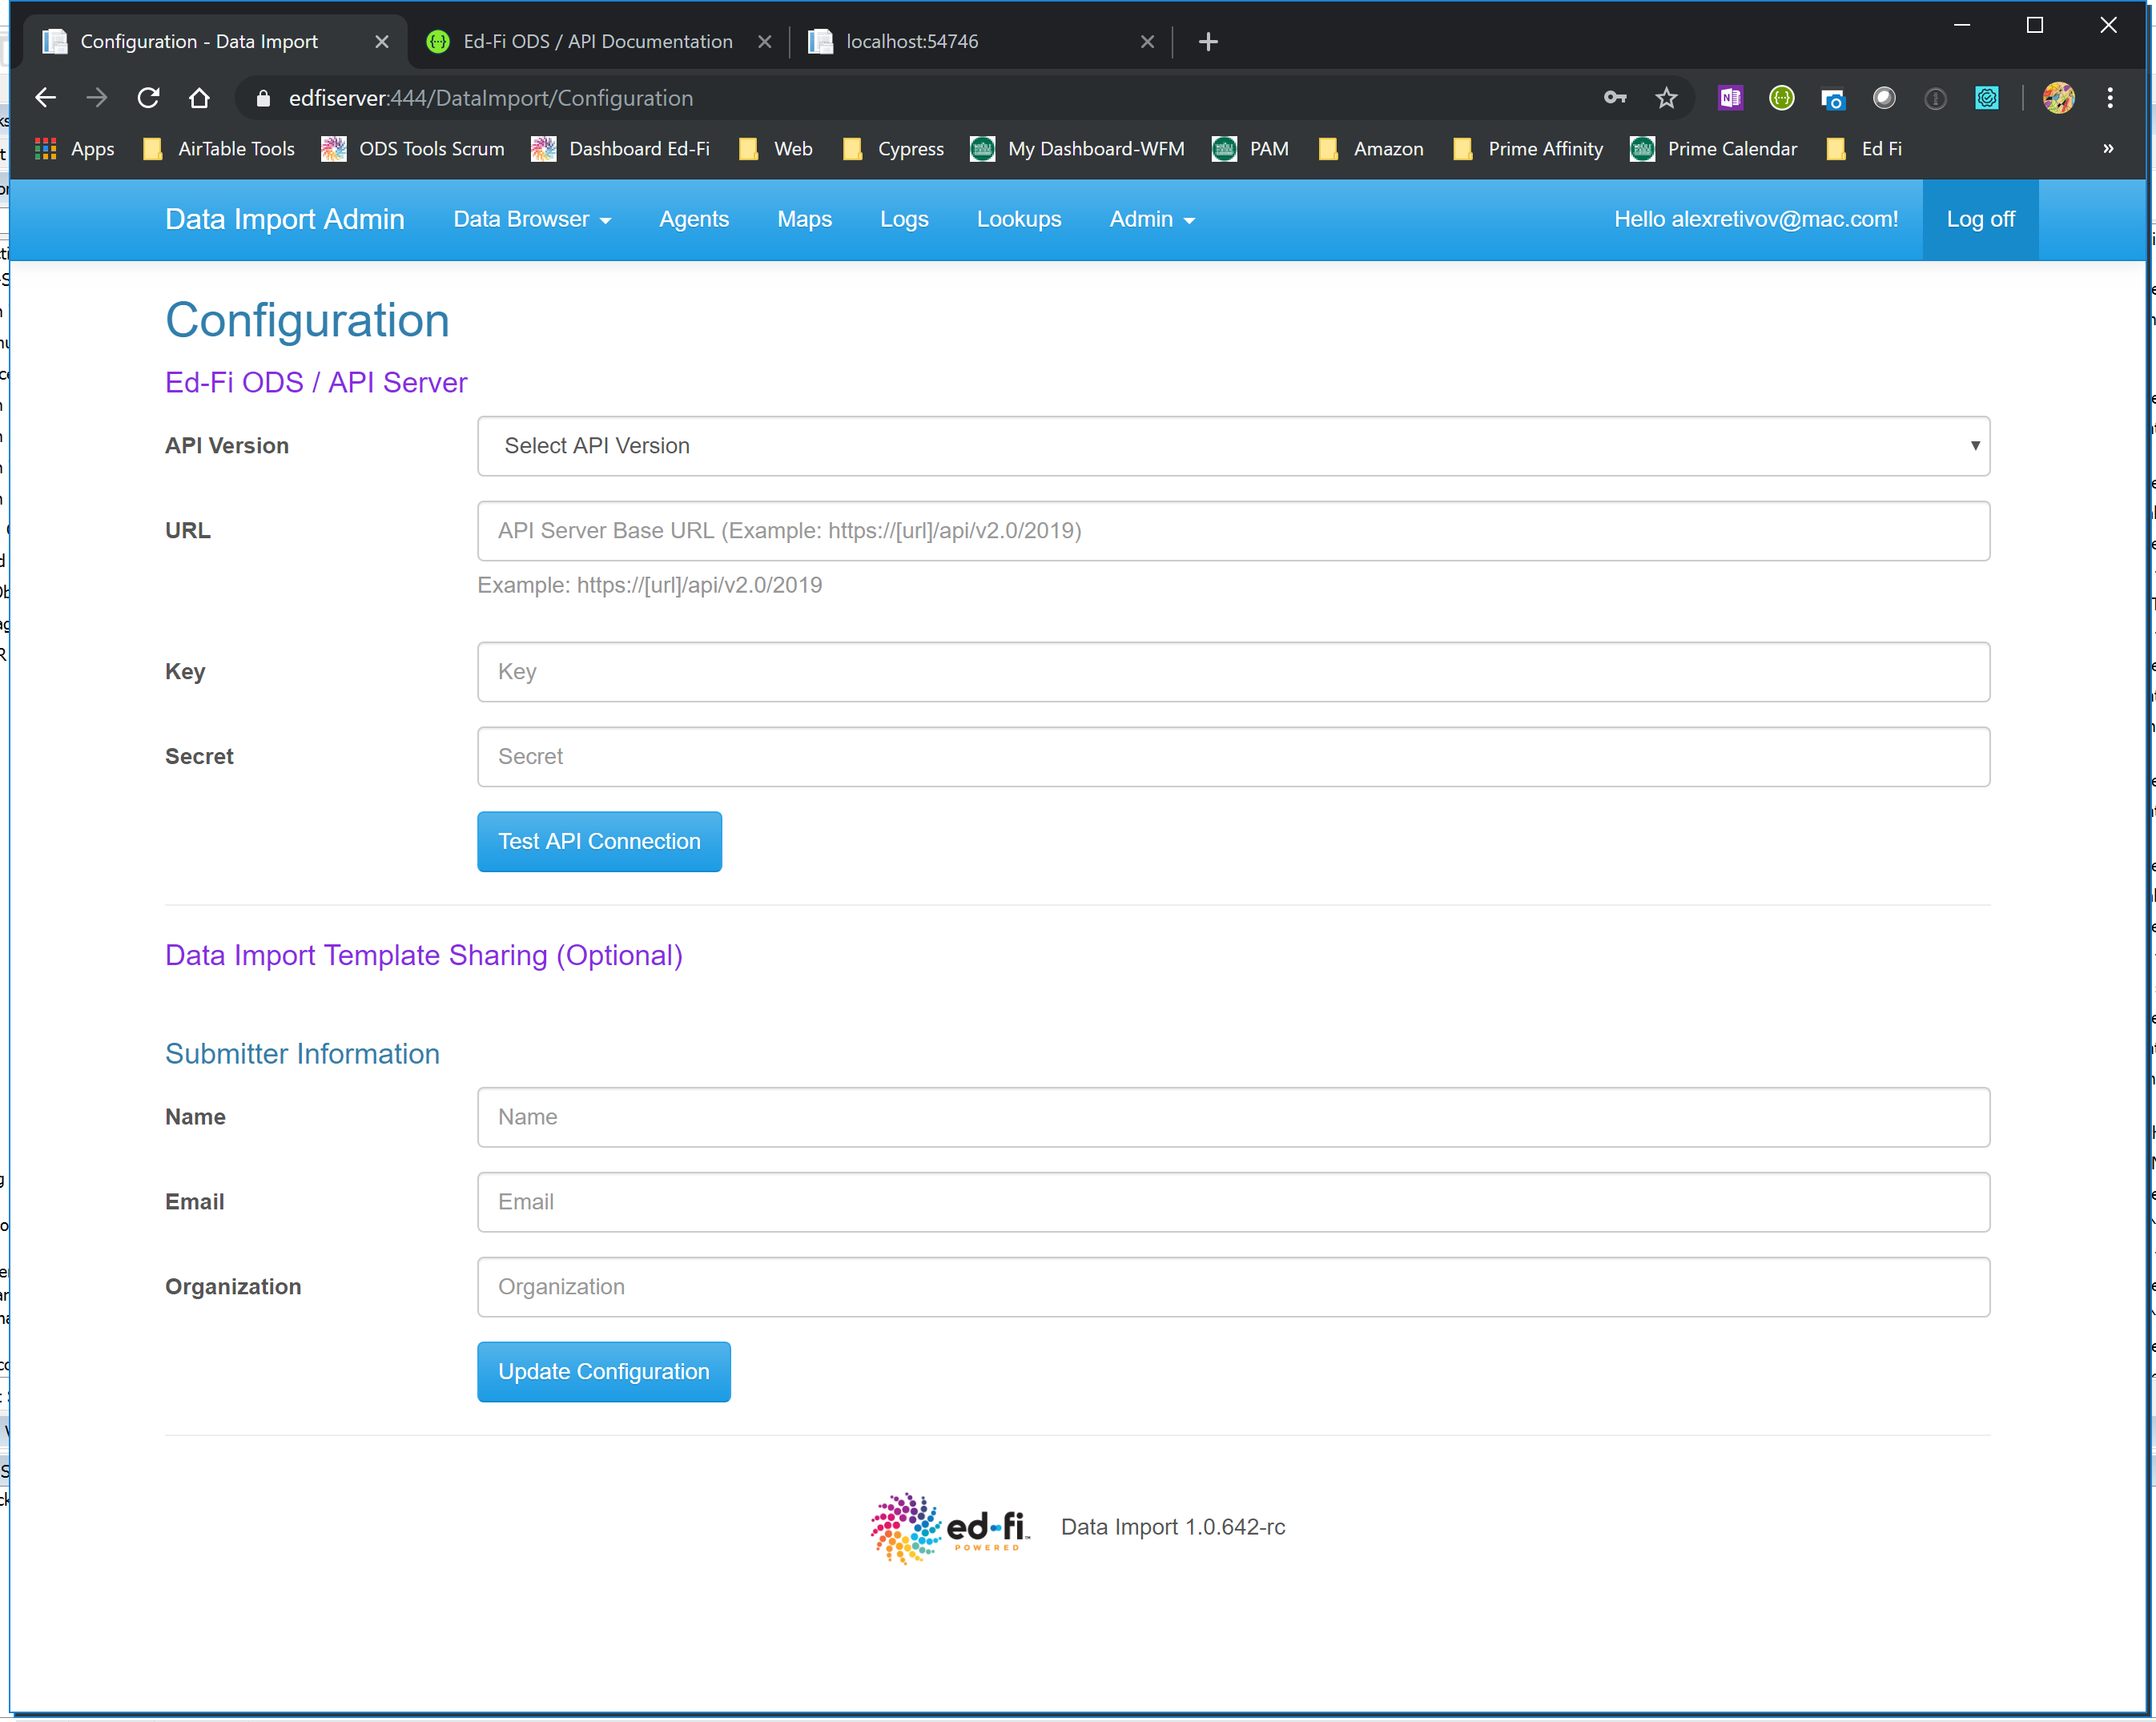 Configuration - Data Import
Ed-Fi ODS / API Documentation
localhost:54746
edfiserver:444/DataImport/Configuration
Apps AirTable Tools ODS Tools Scrum Dashboard Ed-Fi Web Cypress My Dashboard-WFM PAM Amazon Prime Affinity Prime Calendar Ed Fi »
Data Import Admin Data Browser Agents Maps Logs Lookups Admin Hello alexretivov@mac.com! Log off
Configuration
Ed-Fi ODS / API Server
API Version Select API Version
URL API Server Base URL (Example: https://[url]/api/v2.0/2019)
Example: https://[url]/api/v2.0/2019
Key Key
Secret Secret
Test API Connection
Data Import Template Sharing (Optional)
Submitter Information
Name Name
Email Email
Organization Organization
Update Configuration
ed-fi POWERED Data Import 1.0.642-rc